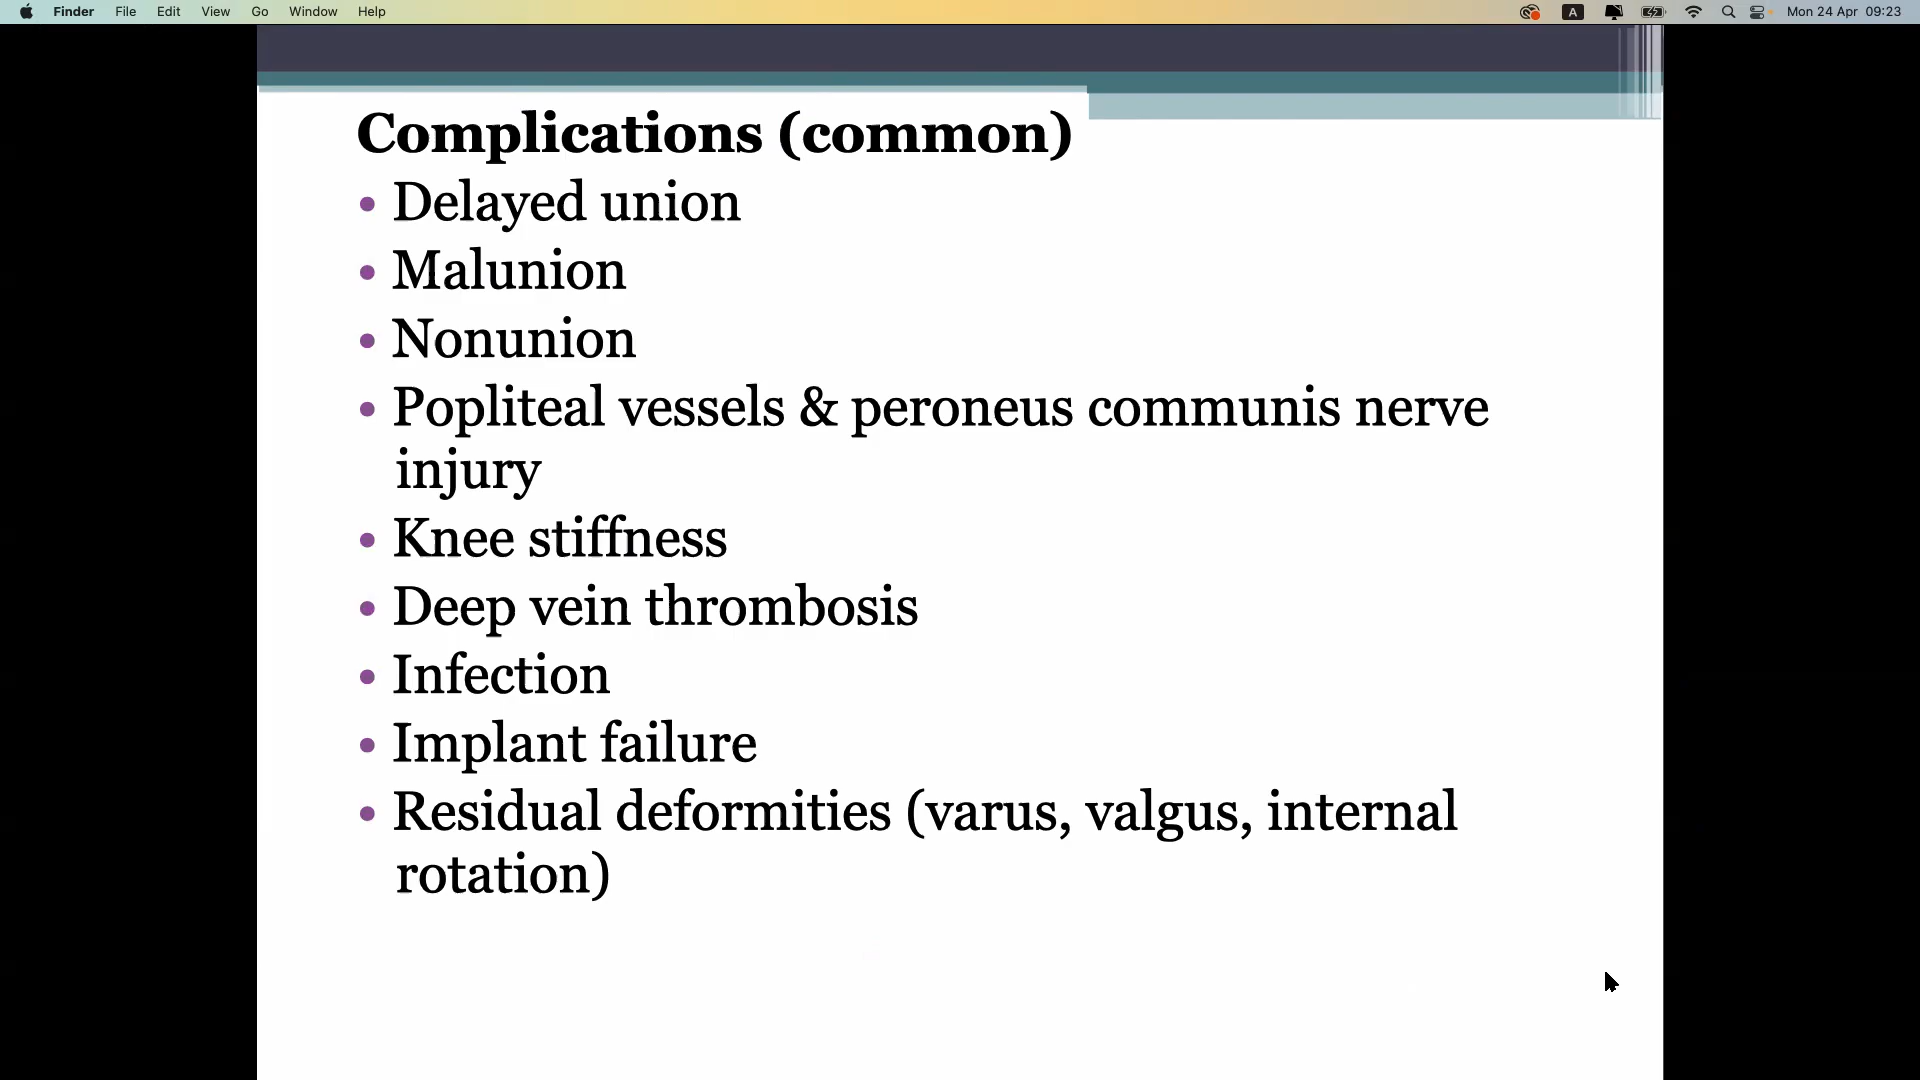 Finder File Edit View Go Window Help A Mon 24 Apr 09:23
Complications (common)
• Delayed union
• Malunion
• Nonunion
• Popliteal vessels & peroneus communis nerve
injury
• Knee stiffness
• Deep vein thrombosis
• Infection
• Implant failure
• Residual deformities (varus, valgus, internal
rotation)